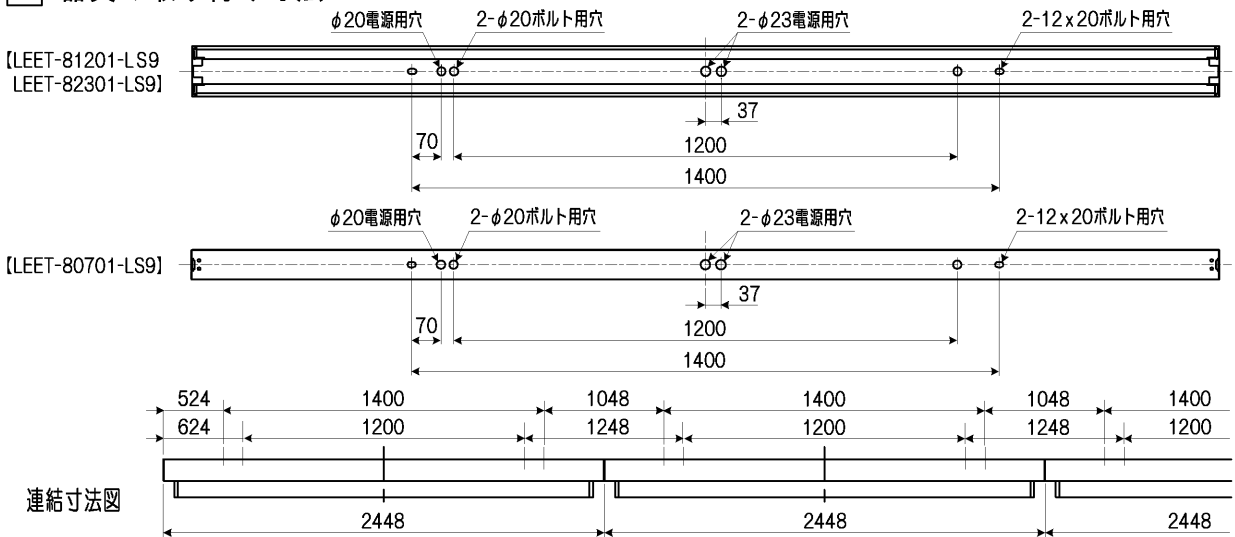 φ20電源用穴 2-φ20ボルト用穴 2-φ23電源用穴 2-12x20ボルト用穴
【LEET-81201-LS9
LEET-82301-LS9】
37
70 1200
1400
φ20電源用穴 2-φ20ボルト用穴 2-φ23電源用穴 2-12x20ボルト用穴
【LEET-80701-LS9】
37
70 1200
1400
524 1400 1048 1400 1048 1400
624 1200 1248 1200 1248 1200
連結寸法図
2448 2448 2448